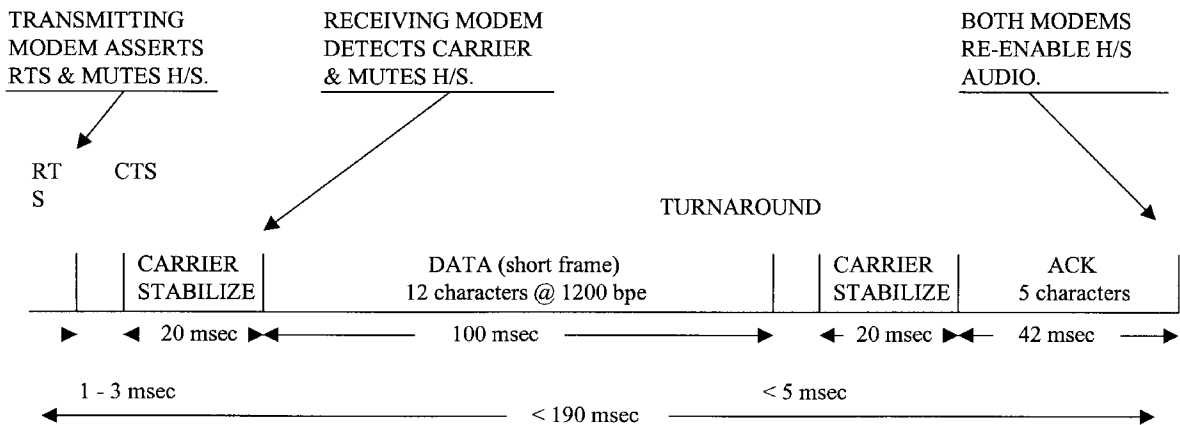 TRANSMITTING
MODEM ASSERTS
RTS & MUTES H/S.
RECEIVING MODEM
DETECTS CARRIER
& MUTES H/S.
BOTH MODEMS
RE-ENABLE H/S
AUDIO.
RT
S
CTS
TURNAROUND
CARRIER
STABILIZE
DATA (short frame)
12 characters @ 1200 bpe
CARRIER
STABILIZE
ACK
5 characters
20 msec
100 msec
20 msec
42 msec
1 - 3 msec
< 5 msec
< 190 msec